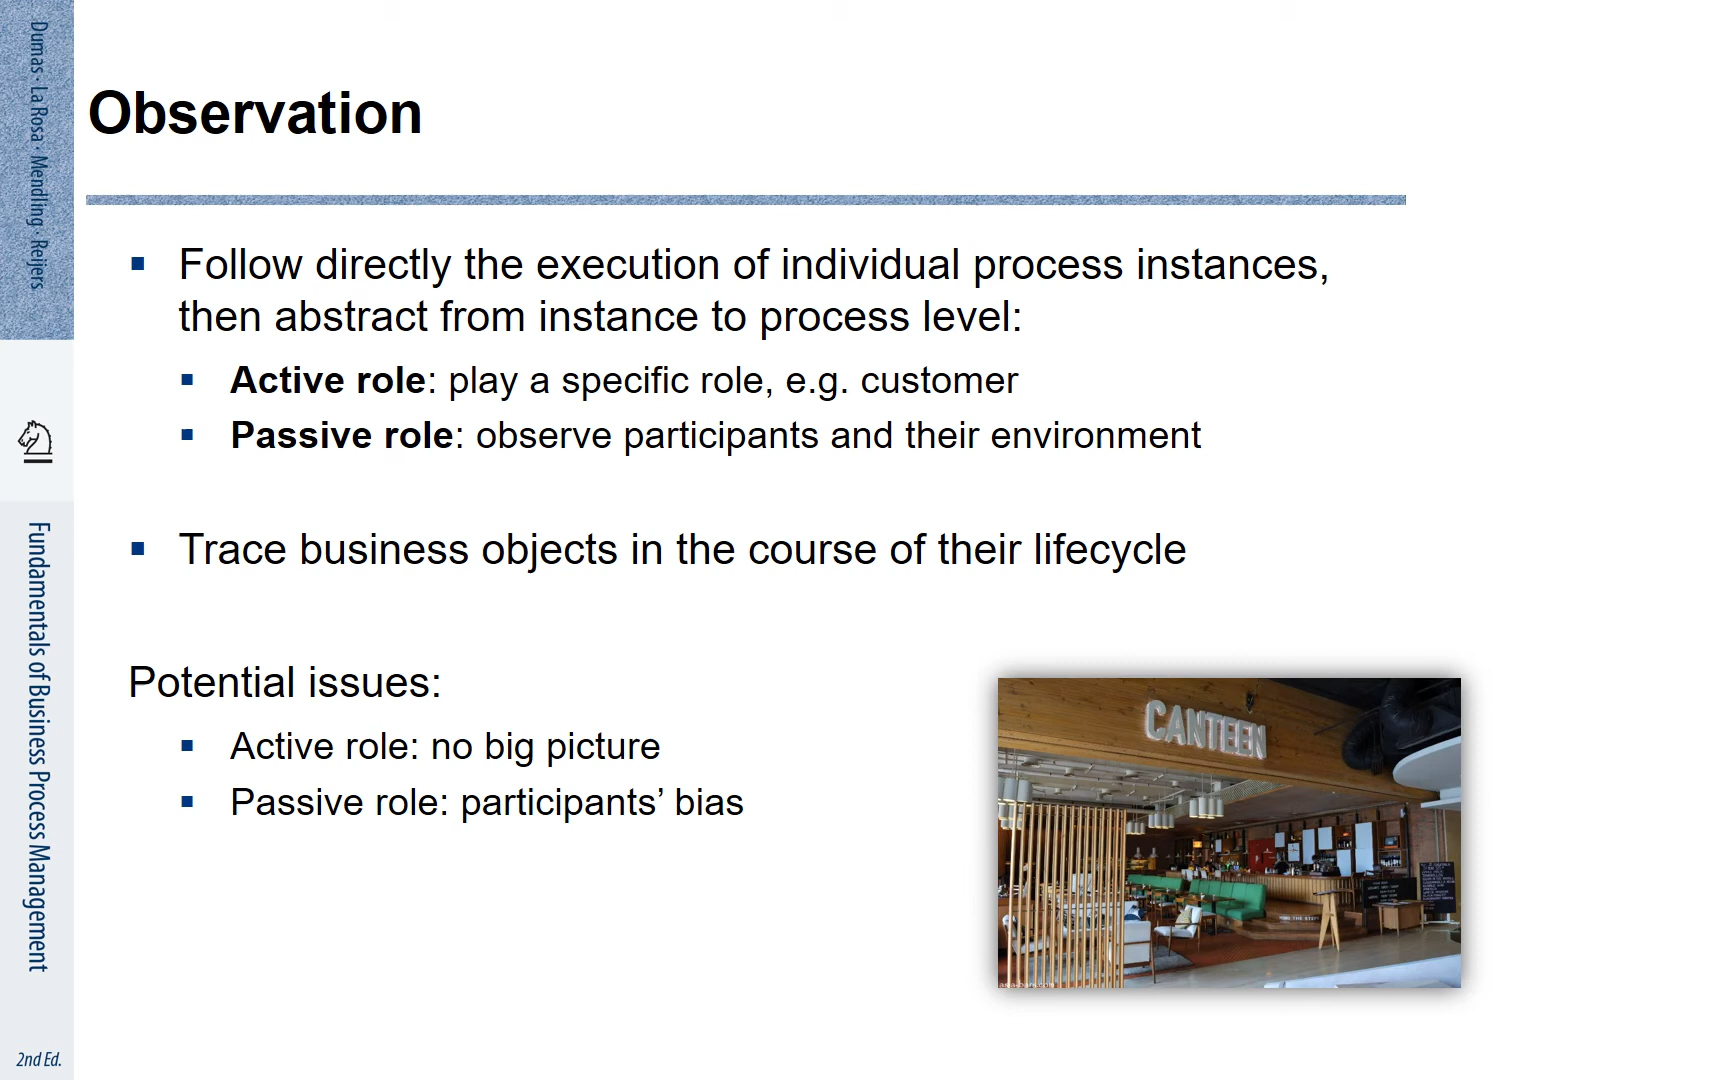 Dumas · La Rosa · Mendling · Reijers
Fundamentals of Business Process Management
2nd Ed.
Observation
▪ Follow directly the execution of individual process instances,
then abstract from instance to process level:
▪ Active role: play a specific role, e.g. customer
▪ Passive role: observe participants and their environment
▪ Trace business objects in the course of their lifecycle
Potential issues:
▪ Active role: no big picture
▪ Passive role: participants’ bias
CANTEEN